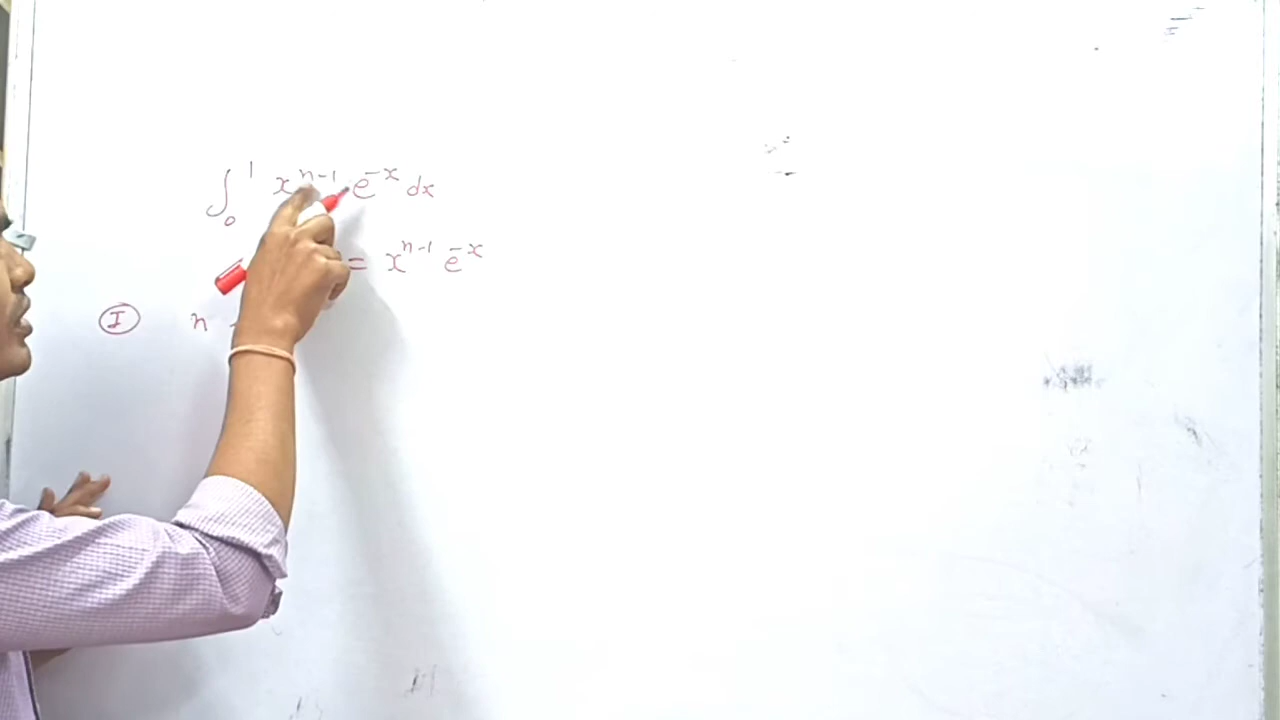 ∫₀¹ xⁿ⁻¹ e⁻ˣ dx
= xⁿ⁻¹ e⁻ˣ
I n